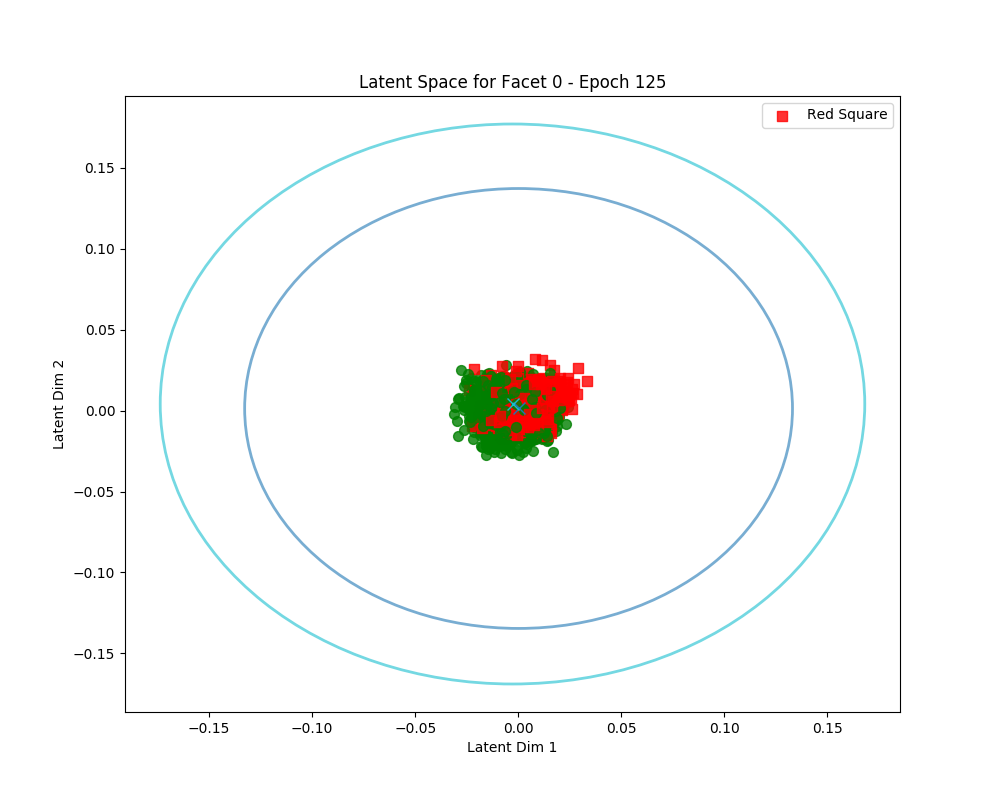 Latent Space for Facet 0 - Epoch 125
Red Square
0.15
0.10
0.05
0.00
−0.05
−0.10
−0.15
Latent Dim 2
−0.15 −0.10 −0.05 0.00 0.05 0.10 0.15
Latent Dim 1